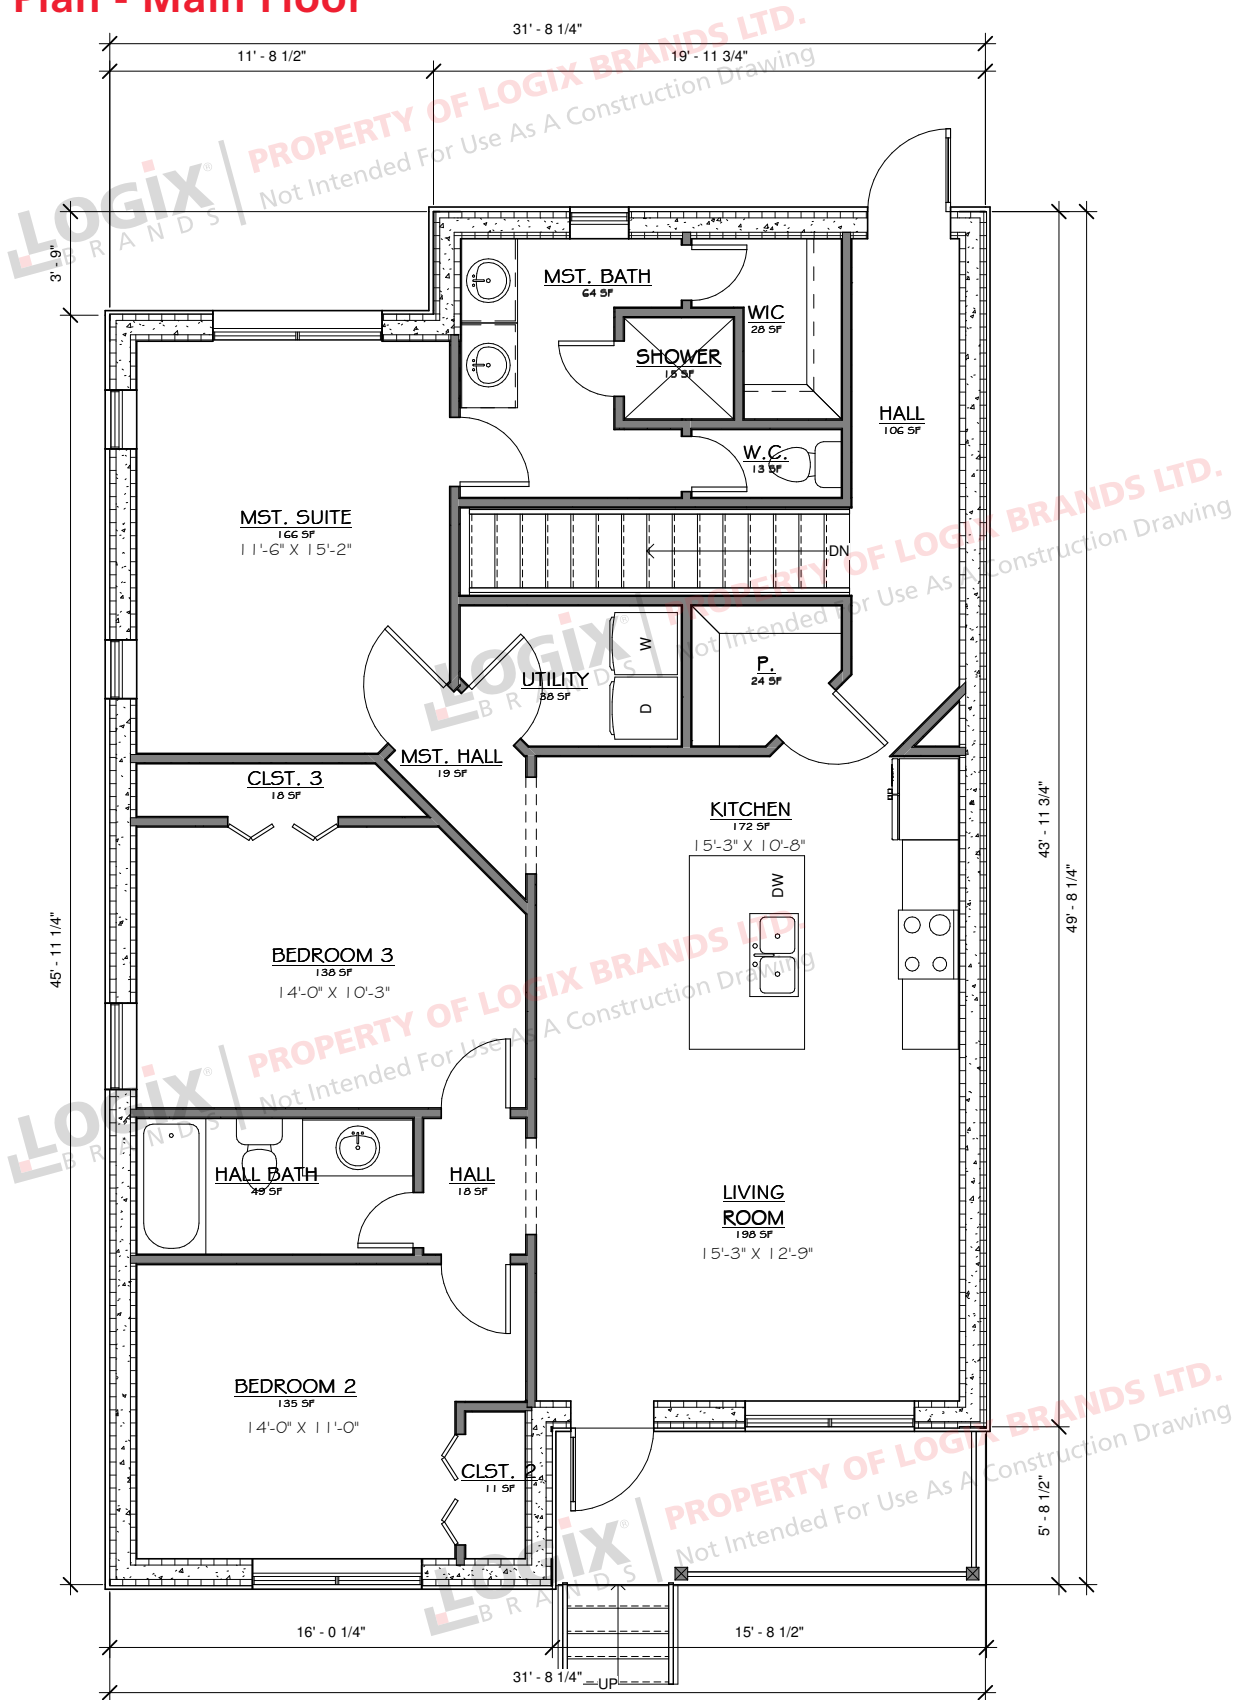 Plan - Main Floor
31' - 8 1/4"
11' - 8 1/2"
19' - 11 3/4"
LOGIX® BRANDS
PROPERTY OF LOGIX BRANDS LTD.
Not Intended For Use As A Construction Drawing
3' - 9"
MST. BATH
64 SF
WIC
28 SF
SHOWER
15 SF
HALL
106 SF
W.C.
13 SF
PROPERTY OF LOGIX BRANDS LTD.
Not Intended For Use As A Construction Drawing
MST. SUITE
166 SF
11'-6" X 15'-2"
DN
LOGIX® BRANDS
W
D
UTILITY
38 SF
P.
24 SF
MST. HALL
19 SF
CLST. 3
18 SF
KITCHEN
172 SF
15'-3" X 10'-8"
DW
43' - 11 3/4"
49' - 8 1/4"
45' - 11 1/4"
BEDROOM 3
138 SF
14'-0" X 10'-3"
PROPERTY OF LOGIX BRANDS LTD.
Not Intended For Use As A Construction Drawing
LOGIX® BRANDS
HALL BATH
49 SF
HALL
18 SF
LIVING
ROOM
198 SF
15'-3" X 12'-9"
BEDROOM 2
135 SF
14'-0" X 11'-0"
CLST. 2
11 SF
PROPERTY OF LOGIX BRANDS LTD.
Not Intended For Use As A Construction Drawing
LOGIX® BRANDS
5' - 8 1/2"
16' - 0 1/4"
15' - 8 1/2"
31' - 8 1/4"
UP